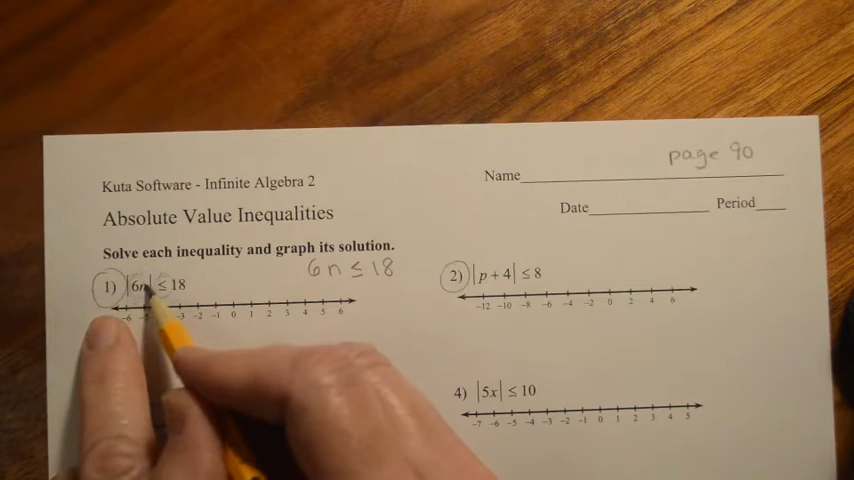 page 90
Kuta Software - Infinite Algebra 2
Name
Absolute Value Inequalities
Date Period
Solve each inequality and graph its solution.
6n ≤ 18
1) |6n| ≤ 18
-6 -5 -3 -2 -1 0 1 2 3 4 5 6
2) |p + 4| ≤ 8
-12 -10 -8 -6 -4 -2 0 2 4 6
4) |5x| ≤ 10
-7 -6 -5 -4 -3 -2 -1 0 1 2 3 4 5